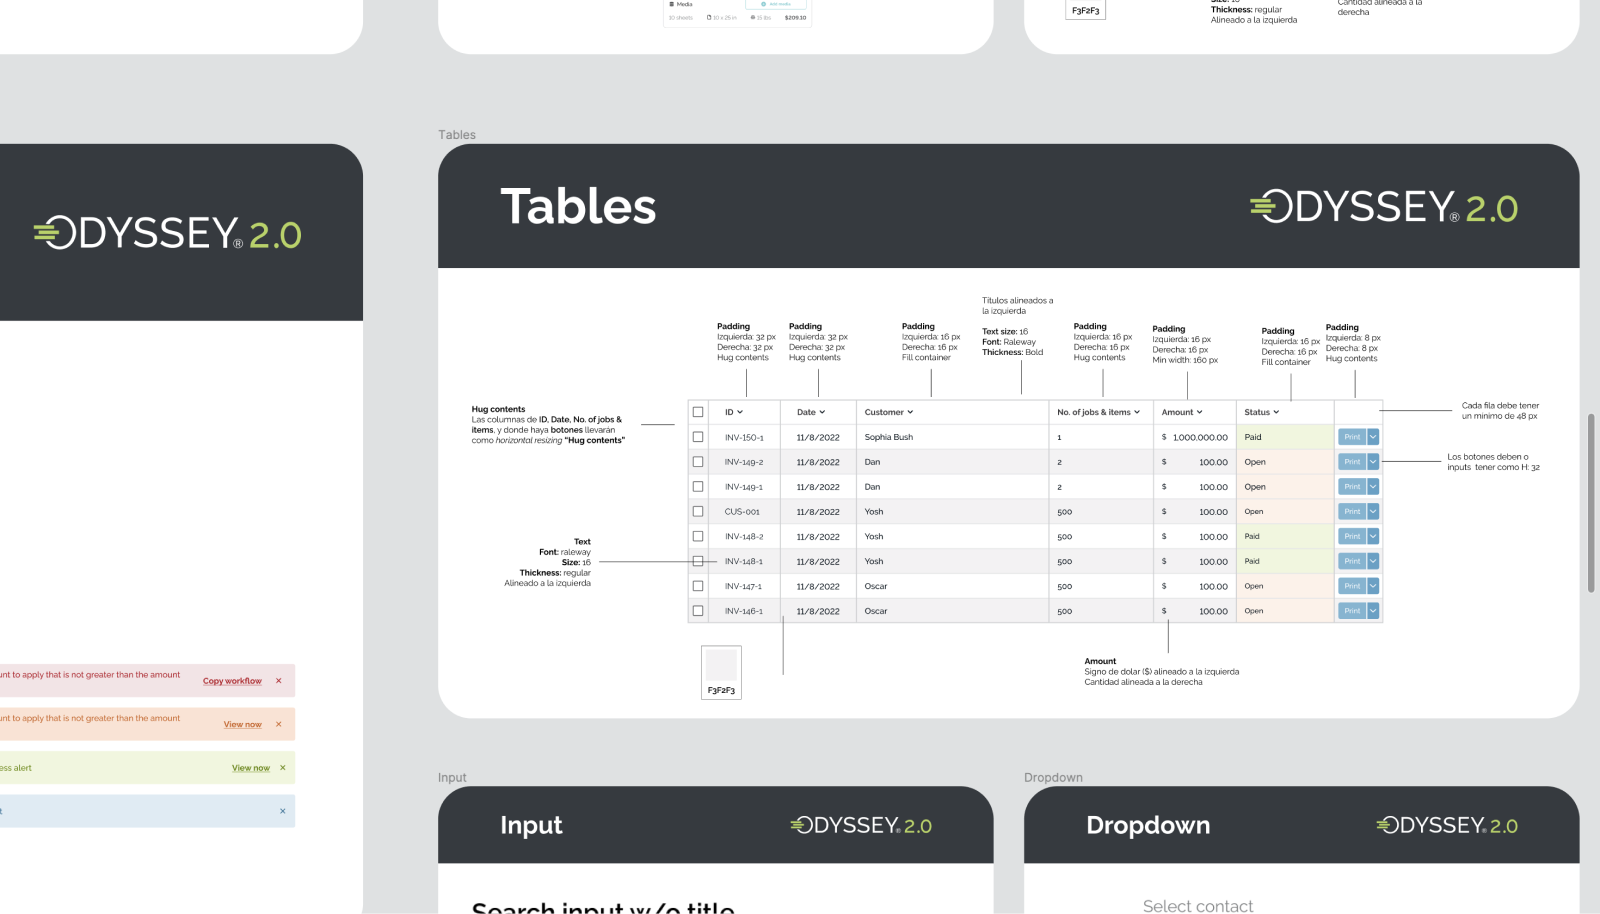 Media
Add media
10 sheets
10 x 25 in
15 lbs
$209.10
F3F2F3
Thickness: regular
Alineado a la izquierda
Cantidad alineada a la
derecha
Tables
ODYSSEY® 2.0
Tables
ODYSSEY® 2.0
Títulos alineados a
la izquierda
Text size: 16
Font: Raleway
Thickness: Bold
Padding
Izquierda: 32 px
Derecha: 32 px
Hug contents
Padding
Izquierda: 32 px
Derecha: 32 px
Hug contents
Padding
Izquierda: 16 px
Derecha: 16 px
Fill container
Padding
Izquierda: 16 px
Derecha: 16 px
Hug contents
Padding
Izquierda: 16 px
Derecha: 16 px
Min width: 160 px
Padding
Izquierda: 16 px
Derecha: 16 px
Fill container
Padding
Izquierda: 8 px
Derecha: 8 px
Hug contents
Hug contents
Las columnas de ID, Date, No. of jobs &
items, y donde haya botones llevarán
como horizontal resizing "Hug contents"
ID Date Customer No. of jobs & items Amount Status
INV-150-1 11/8/2022 Sophia Bush 1 $ 1,000.000.00 Paid Print
INV-149-2 11/8/2022 Dan 2 $ 100.00 Open Print
INV-149-1 11/8/2022 Dan 2 $ 100.00 Open Print
CUS-001 11/8/2022 Yosh 500 $ 100.00 Open Print
INV-148-2 11/8/2022 Yosh 500 $ 100.00 Paid Print
INV-148-1 11/8/2022 Yosh 500 $ 100.00 Paid Print
INV-147-1 11/8/2022 Oscar 500 $ 100.00 Open Print
INV-146-1 11/8/2022 Oscar 500 $ 100.00 Open Print
Cada fila debe tener
un mínimo de 48 px
Los botones deben o
inputs tener como H: 32
Text
Font: raleway
Size: 16
Thickness: regular
Alineado a la izquierda
F3F2F3
Amount
Signo de dolar ($) alineado a la izquierda
Cantidad alineada a la derecha
to apply that is not greater than the amount
Copy workflow
to apply that is not greater than the amount
View now
alert
View now
Input
Input
ODYSSEY® 2.0
Search input w/o title
Dropdown
Dropdown
ODYSSEY® 2.0
Select contact